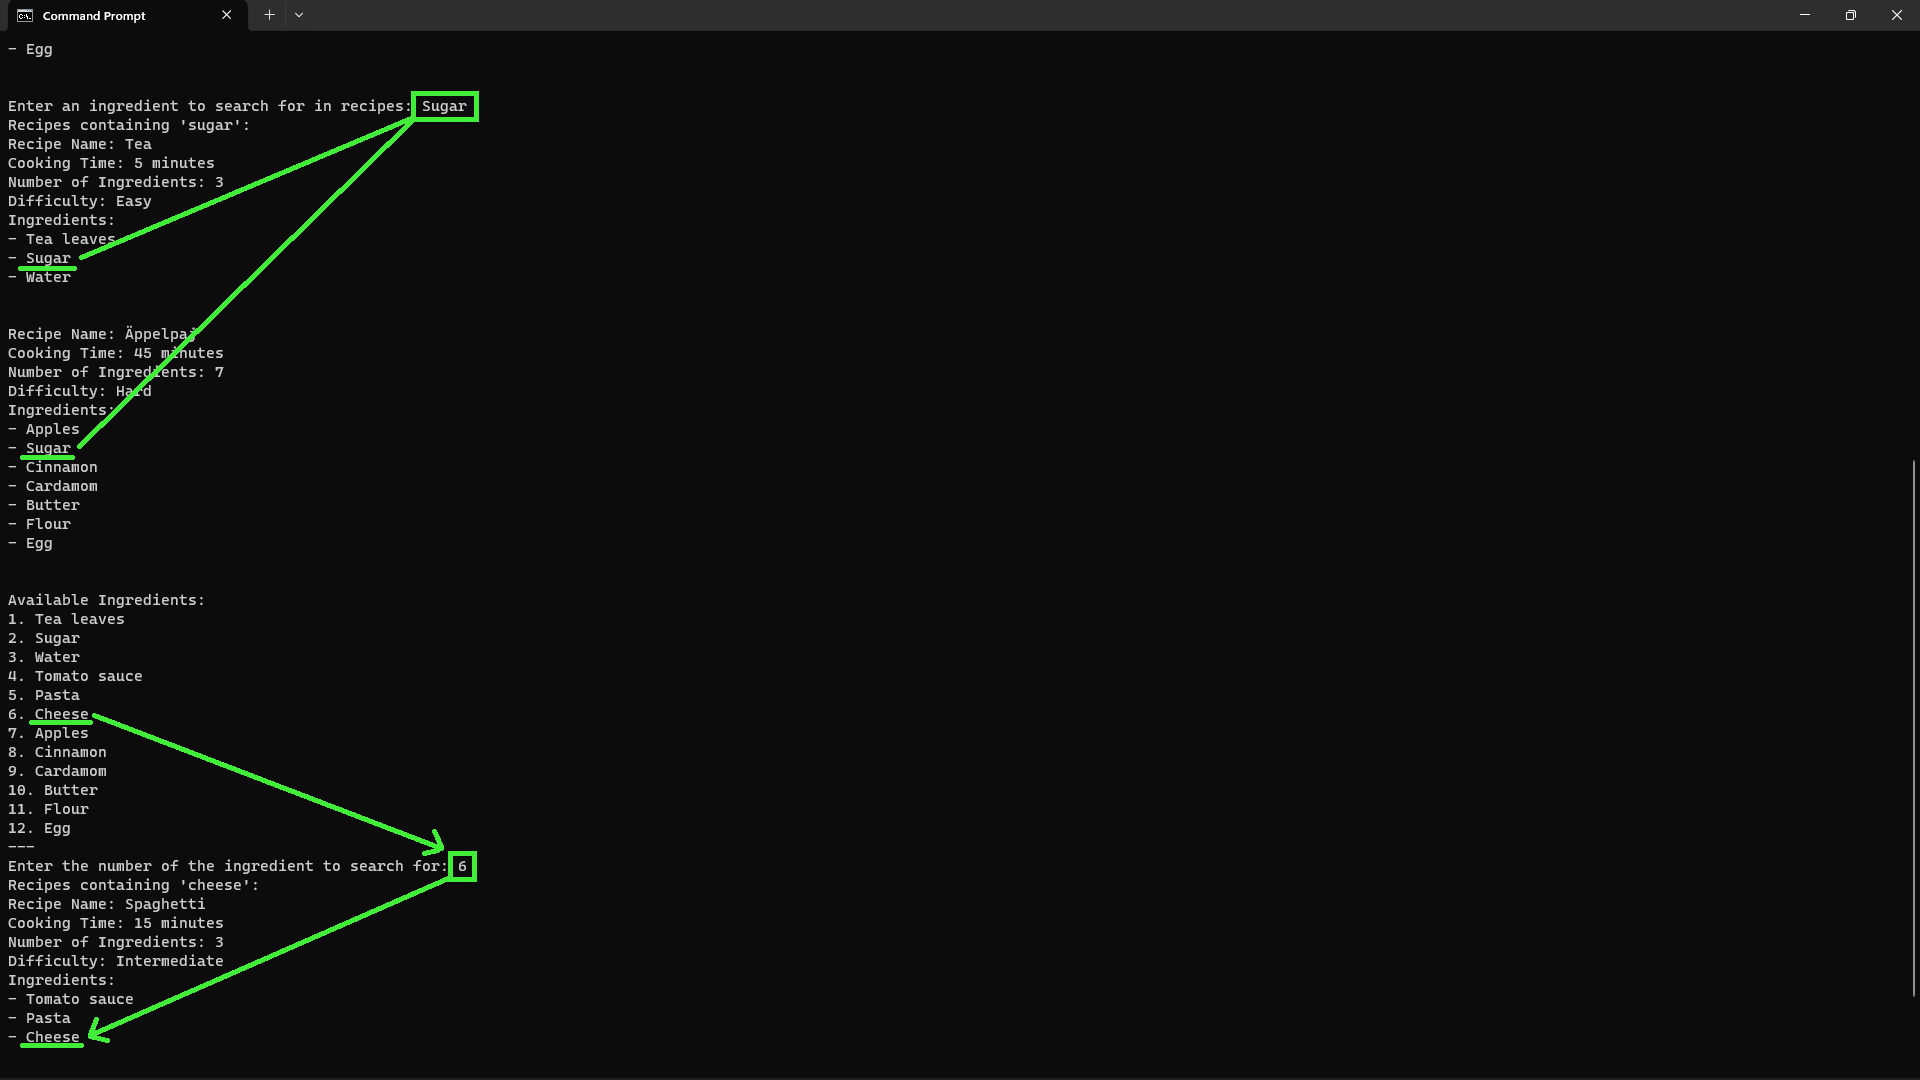 Command Prompt
- Egg
Enter an ingredient to search for in recipes: Sugar
Recipes containing 'sugar':
Recipe Name: Tea
Cooking Time: 5 minutes
Number of Ingredients: 3
Difficulty: Easy
Ingredients:
- Tea leaves
- Sugar
- Water
Recipe Name: Äppelpaj
Cooking Time: 45 minutes
Number of Ingredients: 7
Difficulty: Hard
Ingredients:
- Apples
- Sugar
- Cinnamon
- Cardamom
- Butter
- Flour
- Egg
Available Ingredients:
1. Tea leaves
2. Sugar
3. Water
4. Tomato sauce
5. Pasta
6. Cheese
7. Apples
8. Cinnamon
9. Cardamom
10. Butter
11. Flour
12. Egg
---
Enter the number of the ingredient to search for: 6
Recipes containing 'cheese':
Recipe Name: Spaghetti
Cooking Time: 15 minutes
Number of Ingredients: 3
Difficulty: Intermediate
Ingredients:
- Tomato sauce
- Pasta
- Cheese